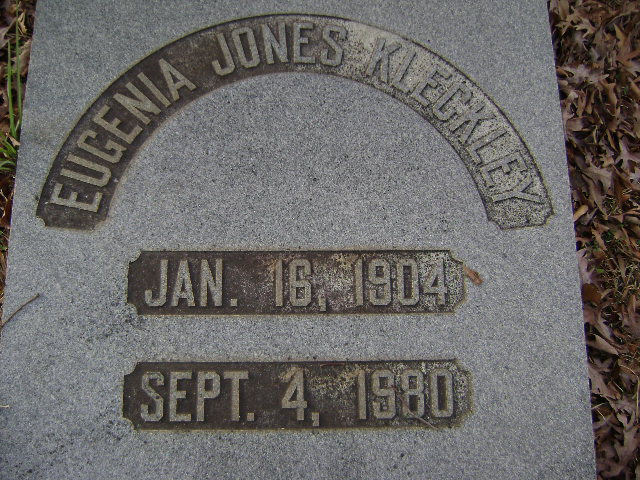 EUGENIA JONES KLECKLEY
JAN. 16, 1904
SEPT. 4, 1980